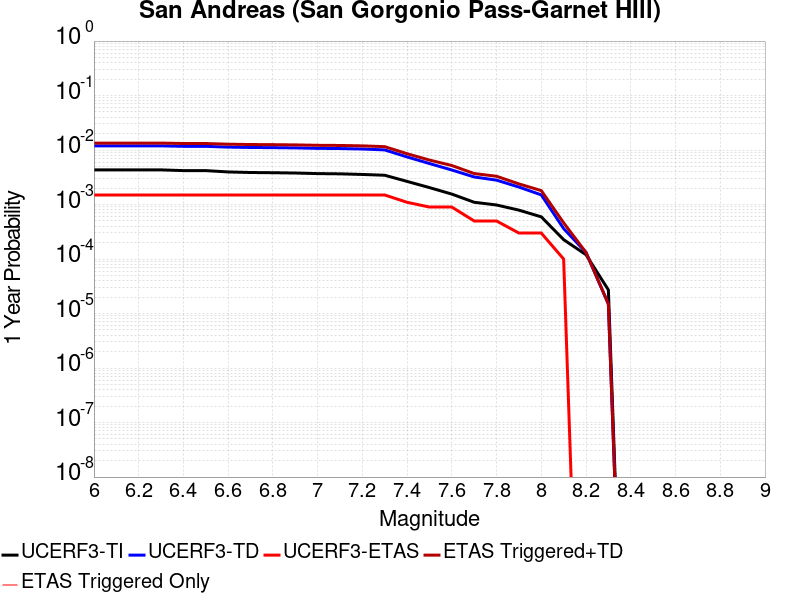 San Andreas (San Gorgonio Pass-Garnet HIll)
1 Year Probability
10^0
10^-1
10^-2
10^-3
10^-4
10^-5
10^-6
10^-7
10^-8
6 6.2 6.4 6.6 6.8 7 7.2 7.4 7.6 7.8 8 8.2 8.4 8.6 8.8 9
Magnitude
UCERF3-TI UCERF3-TD UCERF3-ETAS ETAS Triggered+TD
ETAS Triggered Only